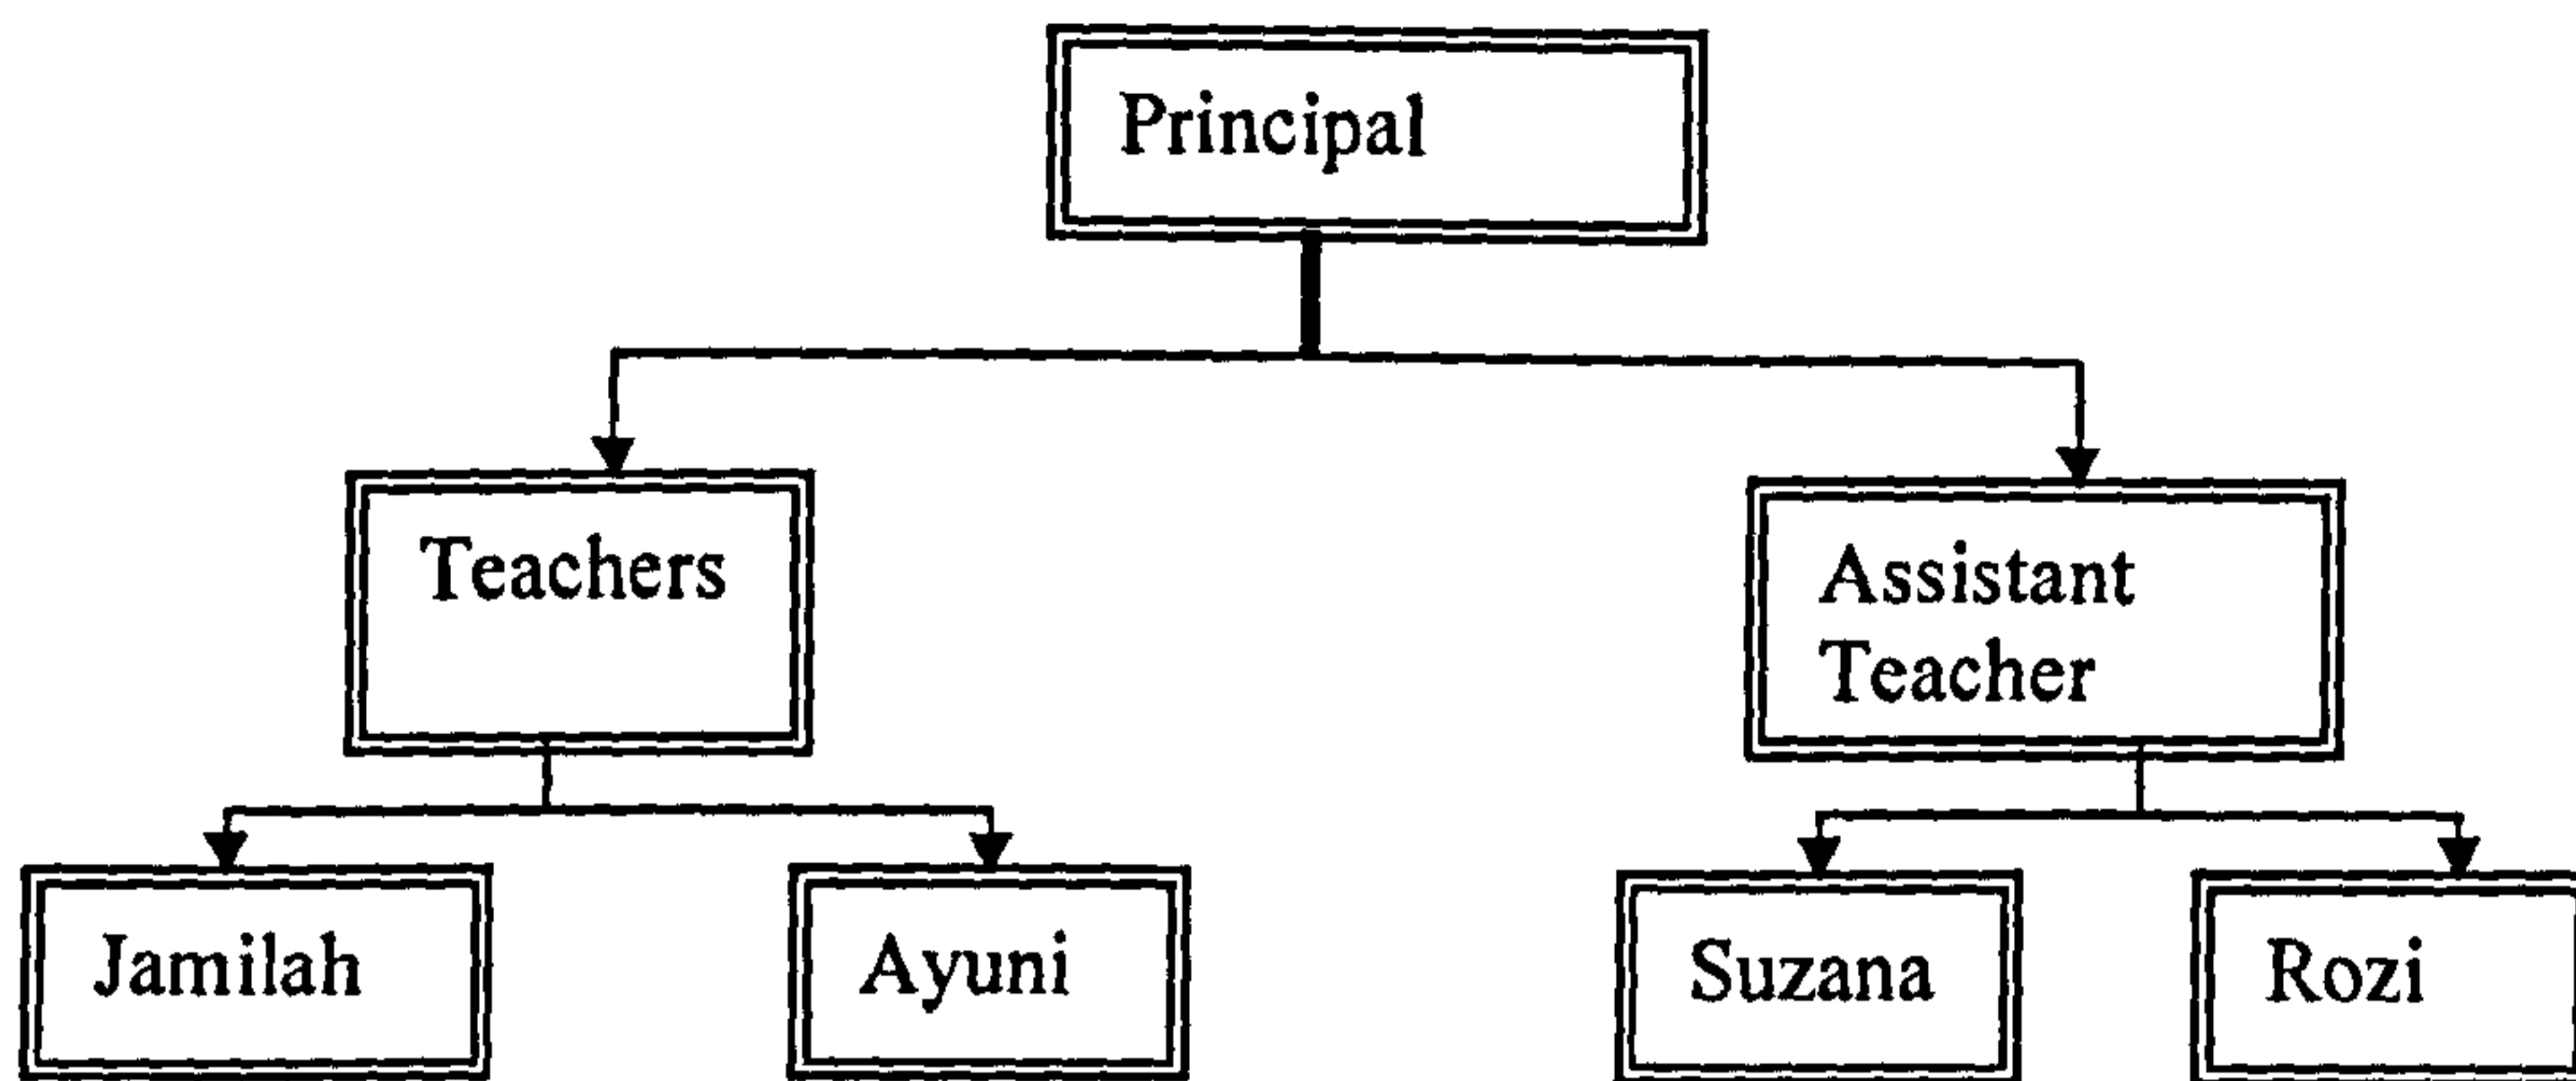 Principal
Teachers
Assistant
Teacher
Jamilah
Ayuni
Suzana
Rozi